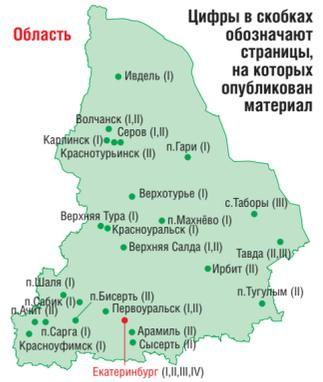 Область
Цифры в скобках
обозначают
страницы,
на которых
опубликован
материал
Ивдель (I)
Волчанск (I,II)
Серов (I,II)
Карпинск (I)
Краснотурьинск (II)
п.Гари (I)
Верхотурье (I)
с.Таборы (III)
Верхняя Тура (I)
п.Махнёво (I)
Красноуральск (I)
Верхняя Салда (I,II)
Тавда (II,III)
Ирбит (II)
п.Шаля (I)
п.Сабик (I)
п.Бисерть (II)
п.Тугулым (II)
п.Ачит (II)
Первоуральск (I,II)
п.Сарга (I)
Арамиль (II)
Красноуфимск (I)
Сысерть (II)
Екатеринбург (I,II,III,IV)